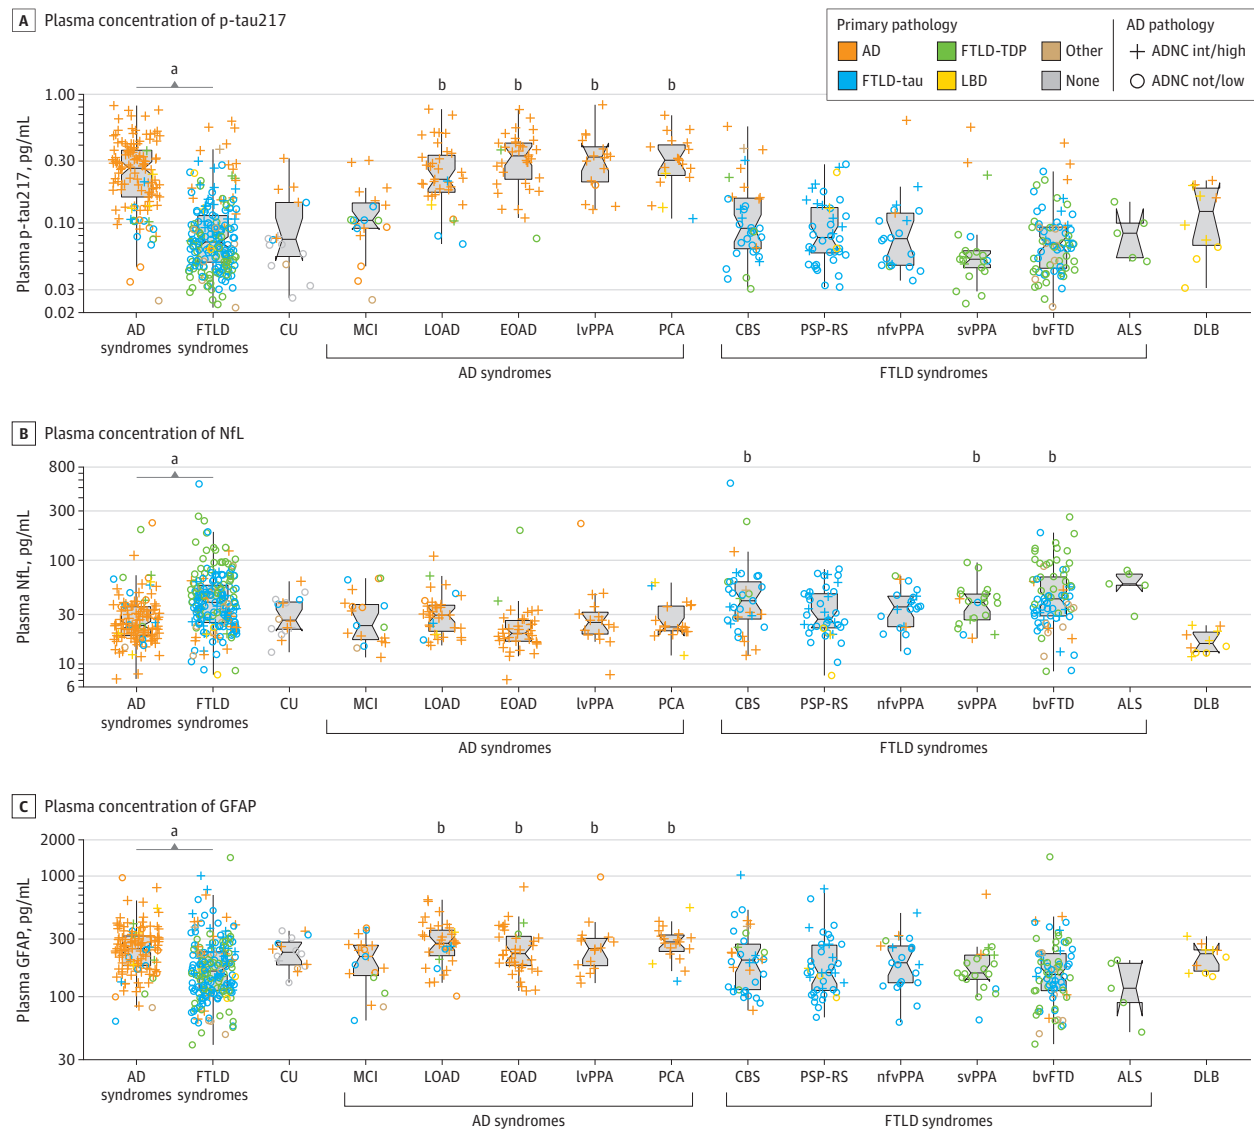 A Plasma concentration of p-tau217
Primary pathology
AD
FTLD-TDP
Other
FTLD-tau
LBD
None
AD pathology
ADNC int/high
ADNC not/low
a
b b b b
Plasma p-tau217, pg/mL
1.00
0.30
0.10
0.03
0.02
AD syndromes
FTLD syndromes
CU MCI LOAD EOAD lvPPA PCA CBS PSP-RS nfvPPA svPPA bvFTD ALS DLB
AD syndromes FTLD syndromes
B Plasma concentration of NfL
a
b b b
Plasma NfL, pg/mL
800
300
100
30
10
6
AD syndromes
FTLD syndromes
CU MCI LOAD EOAD lvPPA PCA CBS PSP-RS nfvPPA svPPA bvFTD ALS DLB
AD syndromes FTLD syndromes
C Plasma concentration of GFAP
a
b b b b
Plasma GFAP, pg/mL
2000
1000
300
100
30
AD syndromes
FTLD syndromes
CU MCI LOAD EOAD lvPPA PCA CBS PSP-RS nfvPPA svPPA bvFTD ALS DLB
AD syndromes FTLD syndromes